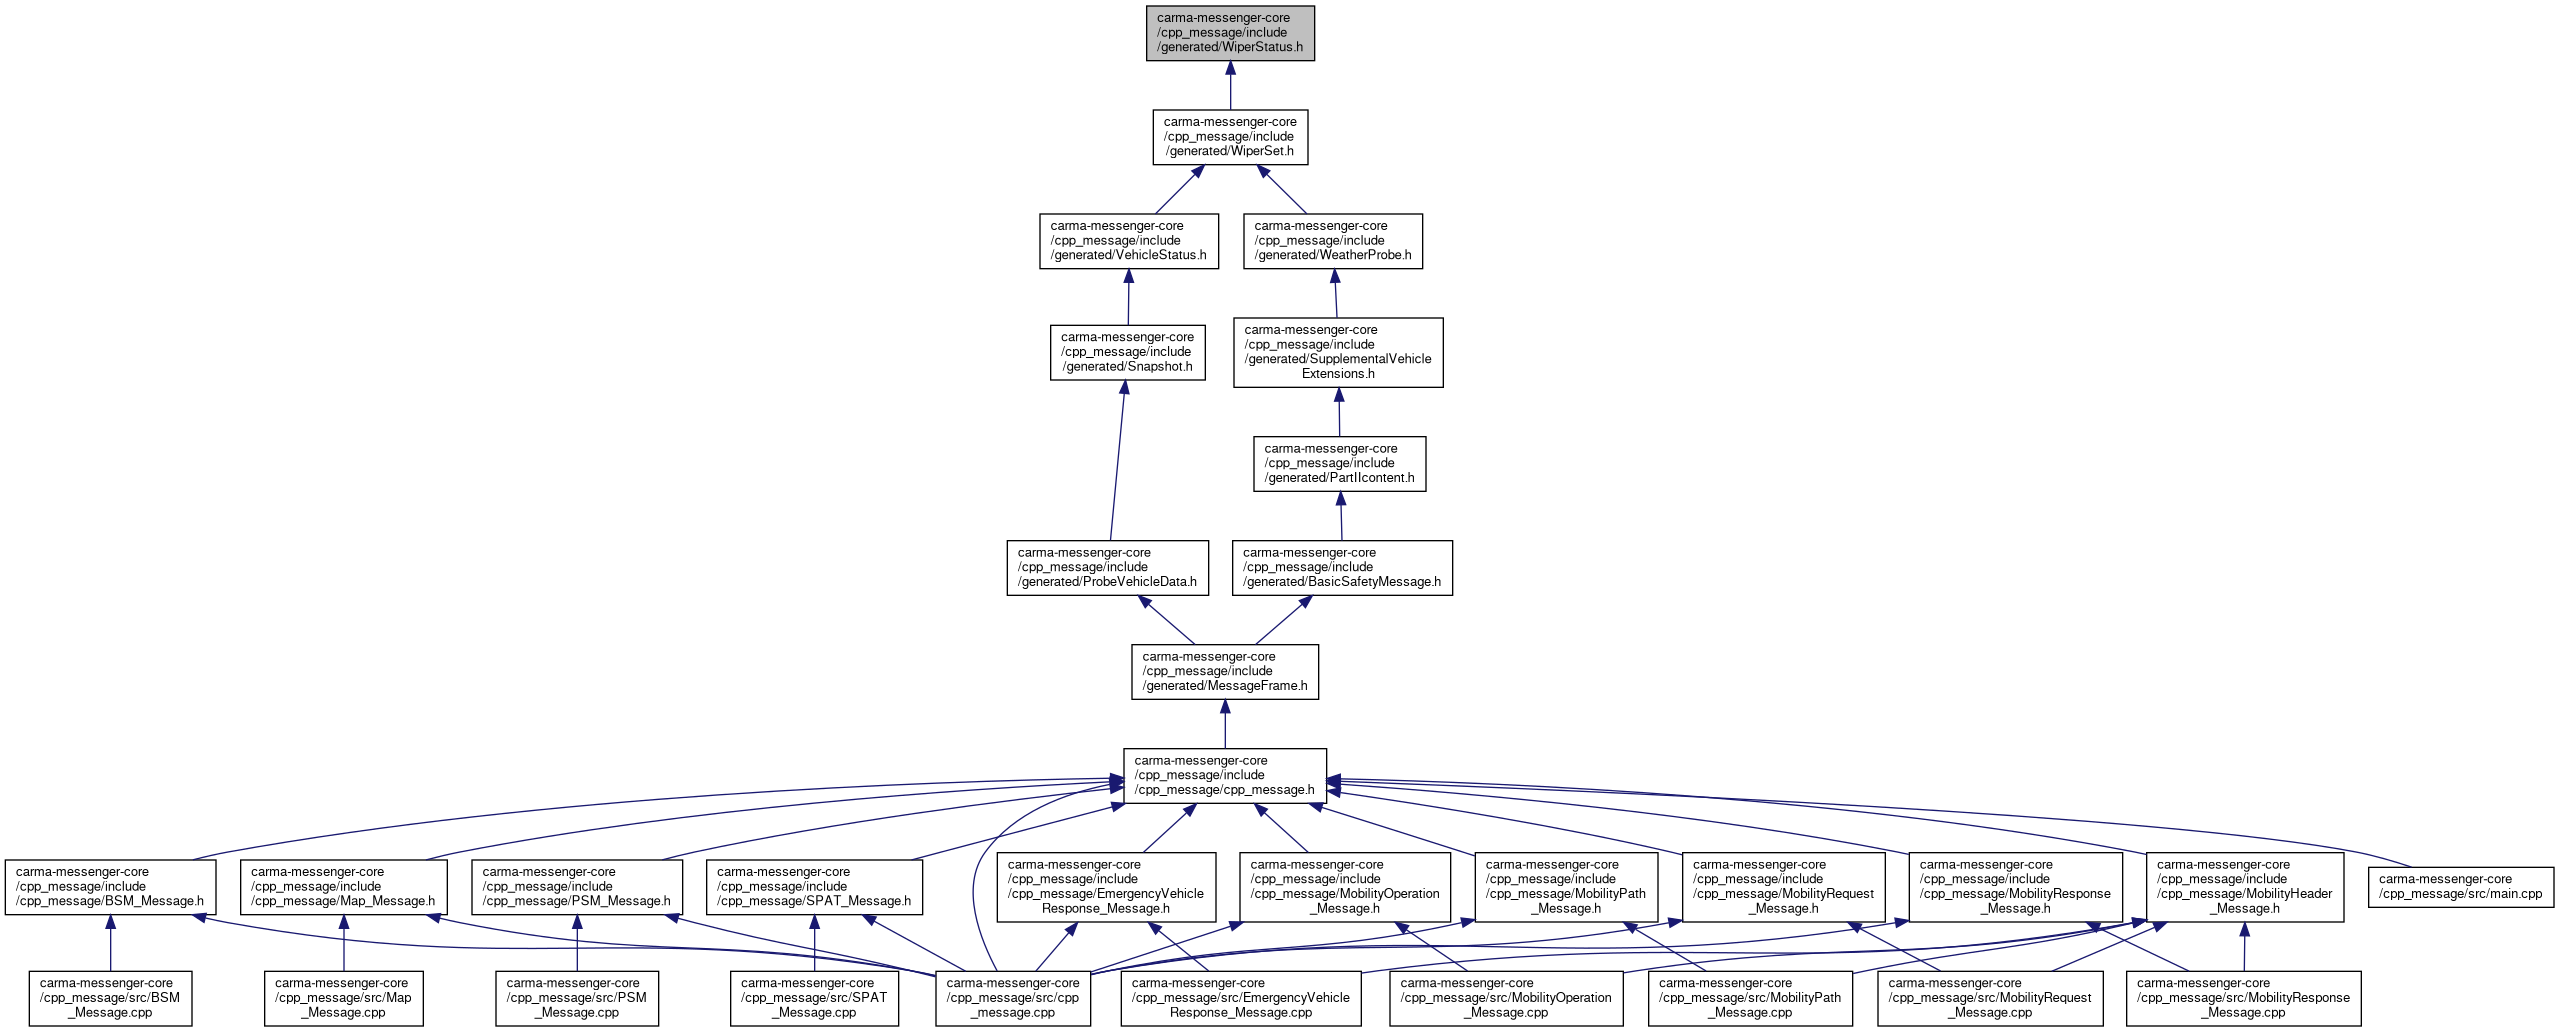 carma-messenger-core
/cpp_message/include
/generated/WiperStatus.h
carma-messenger-core
/cpp_message/include
/generated/WiperSet.h
carma-messenger-core
/cpp_message/include
/generated/VehicleStatus.h
carma-messenger-core
/cpp_message/include
/generated/WeatherProbe.h
carma-messenger-core
/cpp_message/include
/generated/Snapshot.h
carma-messenger-core
/cpp_message/include
/generated/SupplementalVehicle
Extensions.h
carma-messenger-core
/cpp_message/include
/generated/PartIIcontent.h
carma-messenger-core
/cpp_message/include
/generated/ProbeVehicleData.h
carma-messenger-core
/cpp_message/include
/generated/BasicSafetyMessage.h
carma-messenger-core
/cpp_message/include
/generated/MessageFrame.h
carma-messenger-core
/cpp_message/include
/cpp_message/cpp_message.h
carma-messenger-core
/cpp_message/include
/cpp_message/BSM_Message.h
carma-messenger-core
/cpp_message/include
/cpp_message/Map_Message.h
carma-messenger-core
/cpp_message/include
/cpp_message/PSM_Message.h
carma-messenger-core
/cpp_message/include
/cpp_message/SPAT_Message.h
carma-messenger-core
/cpp_message/include
/cpp_message/EmergencyVehicle
Response_Message.h
carma-messenger-core
/cpp_message/include
/cpp_message/MobilityOperation
_Message.h
carma-messenger-core
/cpp_message/include
/cpp_message/MobilityPath
_Message.h
carma-messenger-core
/cpp_message/include
/cpp_message/MobilityRequest
_Message.h
carma-messenger-core
/cpp_message/include
/cpp_message/MobilityResponse
_Message.h
carma-messenger-core
/cpp_message/include
/cpp_message/MobilityHeader
_Message.h
carma-messenger-core
/cpp_message/src/main.cpp
carma-messenger-core
/cpp_message/src/BSM
_Message.cpp
carma-messenger-core
/cpp_message/src/Map
_Message.cpp
carma-messenger-core
/cpp_message/src/PSM
_Message.cpp
carma-messenger-core
/cpp_message/src/SPAT
_Message.cpp
carma-messenger-core
/cpp_message/src/cpp
_message.cpp
carma-messenger-core
/cpp_message/src/EmergencyVehicle
Response_Message.cpp
carma-messenger-core
/cpp_message/src/MobilityOperation
_Message.cpp
carma-messenger-core
/cpp_message/src/MobilityPath
_Message.cpp
carma-messenger-core
/cpp_message/src/MobilityRequest
_Message.cpp
carma-messenger-core
/cpp_message/src/MobilityResponse
_Message.cpp